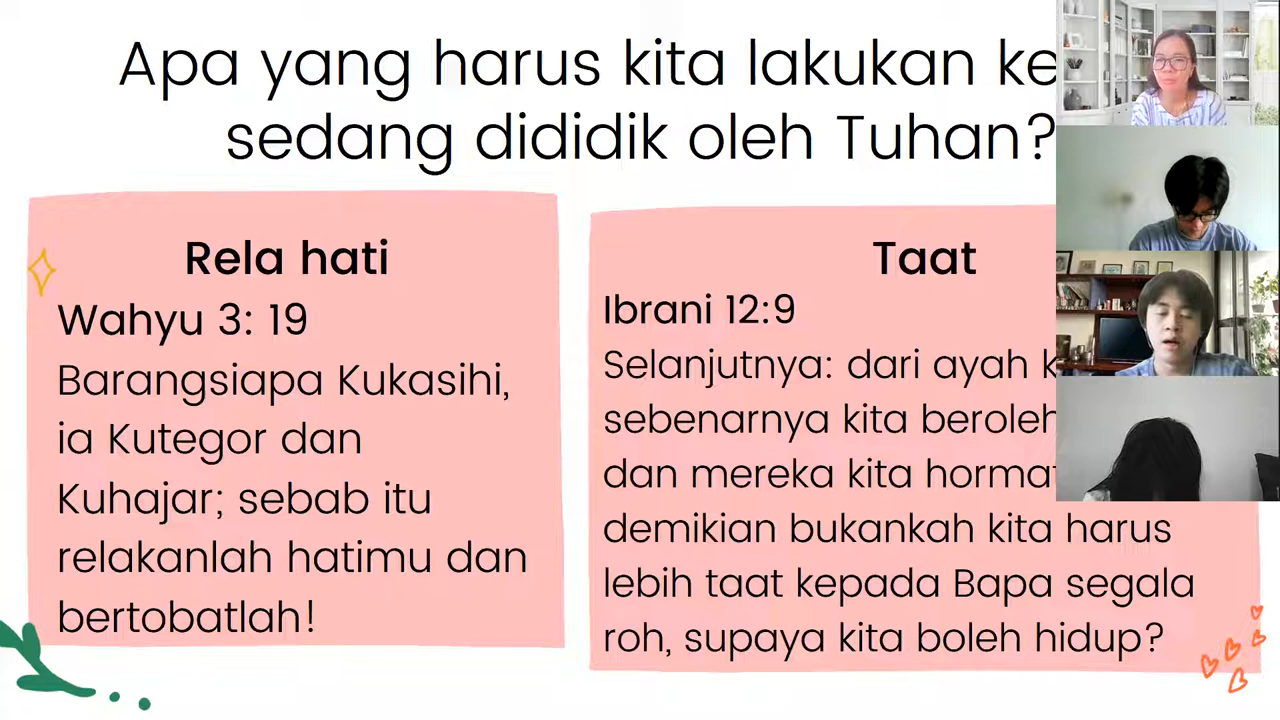 Apa yang harus kita lakukan
sedang dididik oleh Tuhan?
Rela hati
Wahyu 3: 19
Barangsiapa Kukasihi,
ia Kutegor dan
Kuhajar; sebab itu
relakanlah hatimu dan
bertobatlah!
Taat
Ibrani 12:9
Selanjutnya: dari ayah
sebenarnya kita beroleh
dan mereka kita
demikian bukankah kita harus
lebih taat kepada Bapa segala
roh, supaya kita boleh hidup?